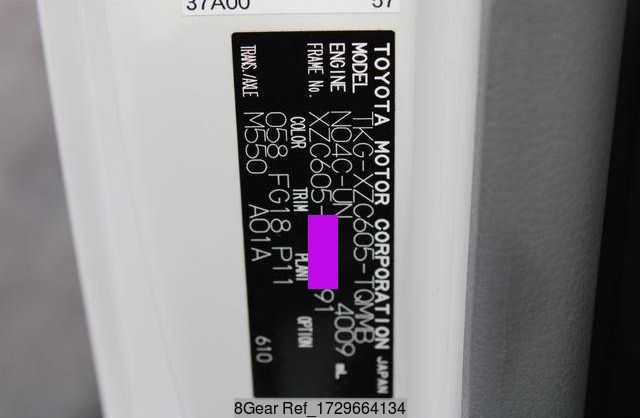 37A00 57
TOYOTA MOTOR CORPORATION JAPAN
MODEL TKG-XZC605-TQMMB
ENGINE N04C-UN 4009 mL
FRAME No. XZC605- 91
COLOR TRIM PLANT OPTION
058 FG18 P11
TRANS./AXLE M550 A01A 610
8Gear Ref_1729664134